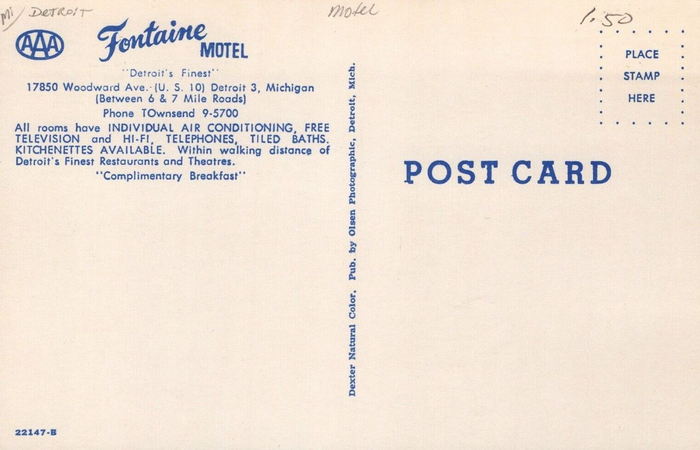 MI/ DETROIT
motel
1.50
AAA
Fontaine
MOTEL
"Detroit's Finest"
17850 Woodward Ave. (U. S. 10) Detroit 3, Michigan
(Between 6 & 7 Mile Roads)
Phone TOwnsend 9-5700
All rooms have INDIVIDUAL AIR CONDITIONING, FREE
TELEVISION and HI-FI, TELEPHONES, TILED BATHS.
KITCHENETTES AVAILABLE. Within walking distance of
Detroit's Finest Restaurants and Theatres.
"Complimentary Breakfast"
22147-B
Dexter Natural Color. Pub. by Olsen Photographic, Detroit, Mich.
PLACE
STAMP
HERE
POST CARD